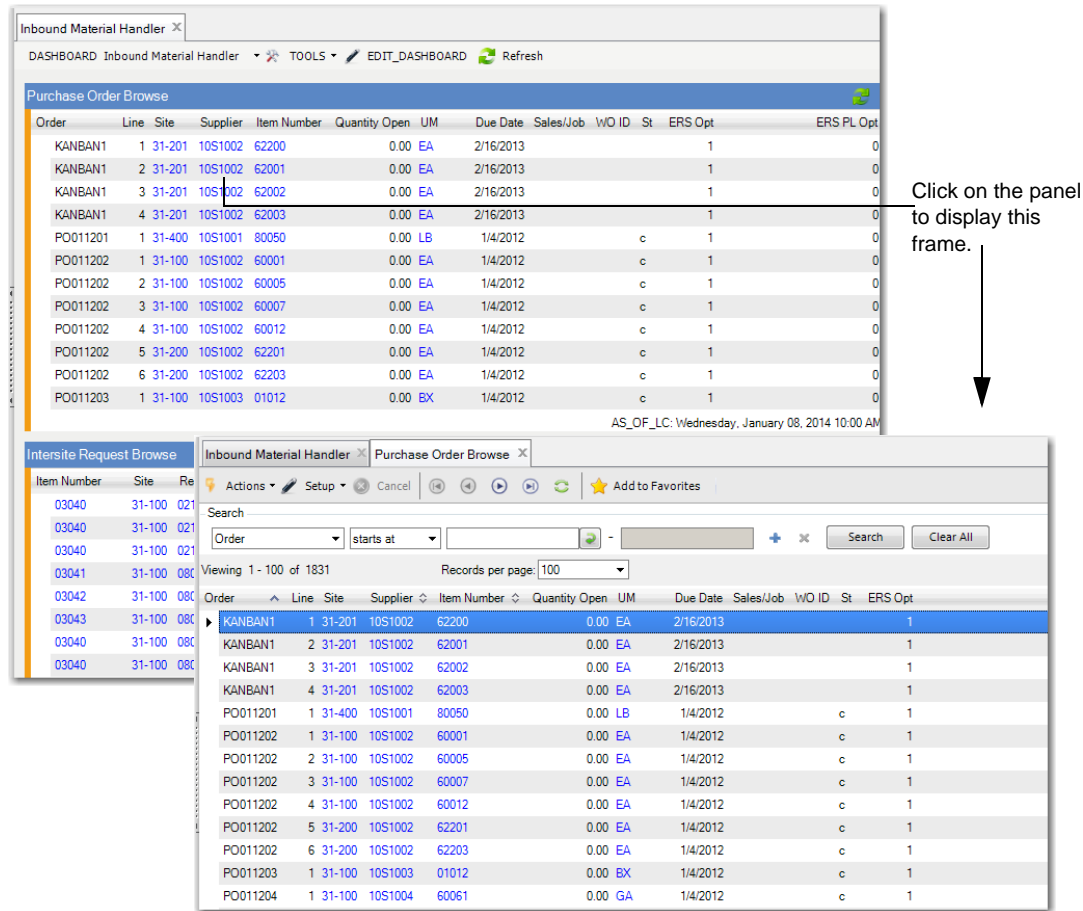 Inbound Material Handler
DASHBOARD Inbound Material Handler TOOLS EDIT_DASHBOARD Refresh
Purchase Order Browse
Order Line Site Supplier Item Number Quantity Open UM Due Date Sales/Job WO ID St ERS Opt ERS PL Opt
KANBAN1 1 31-201 10S1002 62200 0.00 EA 2/16/2013 1 0
KANBAN1 2 31-201 10S1002 62001 0.00 EA 2/16/2013 1 0
KANBAN1 3 31-201 10S1002 62002 0.00 EA 2/16/2013 1 0
KANBAN1 4 31-201 10S1002 62003 0.00 EA 2/16/2013 1 0
PO011201 1 31-400 10S1001 80050 0.00 LB 1/4/2012 c 1 0
PO011202 1 31-100 10S1002 60001 0.00 EA 1/4/2012 c 1 0
PO011202 2 31-100 10S1002 60005 0.00 EA 1/4/2012 c 1 0
PO011202 3 31-100 10S1002 60007 0.00 EA 1/4/2012 c 1 0
PO011202 4 31-100 10S1002 60012 0.00 EA 1/4/2012 c 1 0
PO011202 5 31-200 10S1002 62201 0.00 EA 1/4/2012 c 1 0
PO011202 6 31-200 10S1002 62203 0.00 EA 1/4/2012 c 1 0
PO011203 1 31-100 10S1003 01012 0.00 BX 1/4/2012 c 1 0
AS_OF_LC: Wednesday, January 08, 2014 10:00 AM
Click on the panel
to display this
frame.
Intersite Request Browse
Item Number Site Re
03040 31-100 021
03040 31-100 021
03040 31-100 021
03041 31-100 080
03042 31-100 080
03043 31-100 080
03040 31-100 080
03040 31-100 080
Inbound Material Handler Purchase Order Browse
Actions Setup Cancel Add to Favorites
Search
Order starts at - Search Clear All
Viewing 1 - 100 of 1831 Records per page: 100
Order Line Site Supplier Item Number Quantity Open UM Due Date Sales/Job WO ID St ERS Opt
KANBAN1 1 31-201 10S1002 62200 0.00 EA 2/16/2013 1
KANBAN1 2 31-201 10S1002 62001 0.00 EA 2/16/2013 1
KANBAN1 3 31-201 10S1002 62002 0.00 EA 2/16/2013 1
KANBAN1 4 31-201 10S1002 62003 0.00 EA 2/16/2013 1
PO011201 1 31-400 10S1001 80050 0.00 LB 1/4/2012 c 1
PO011202 1 31-100 10S1002 60001 0.00 EA 1/4/2012 c 1
PO011202 2 31-100 10S1002 60005 0.00 EA 1/4/2012 c 1
PO011202 3 31-100 10S1002 60007 0.00 EA 1/4/2012 c 1
PO011202 4 31-100 10S1002 60012 0.00 EA 1/4/2012 c 1
PO011202 5 31-200 10S1002 62201 0.00 EA 1/4/2012 c 1
PO011202 6 31-200 10S1002 62203 0.00 EA 1/4/2012 c 1
PO011203 1 31-100 10S1003 01012 0.00 BX 1/4/2012 c 1
PO011204 1 31-100 10S1004 60061 0.00 GA 1/4/2012 c 1